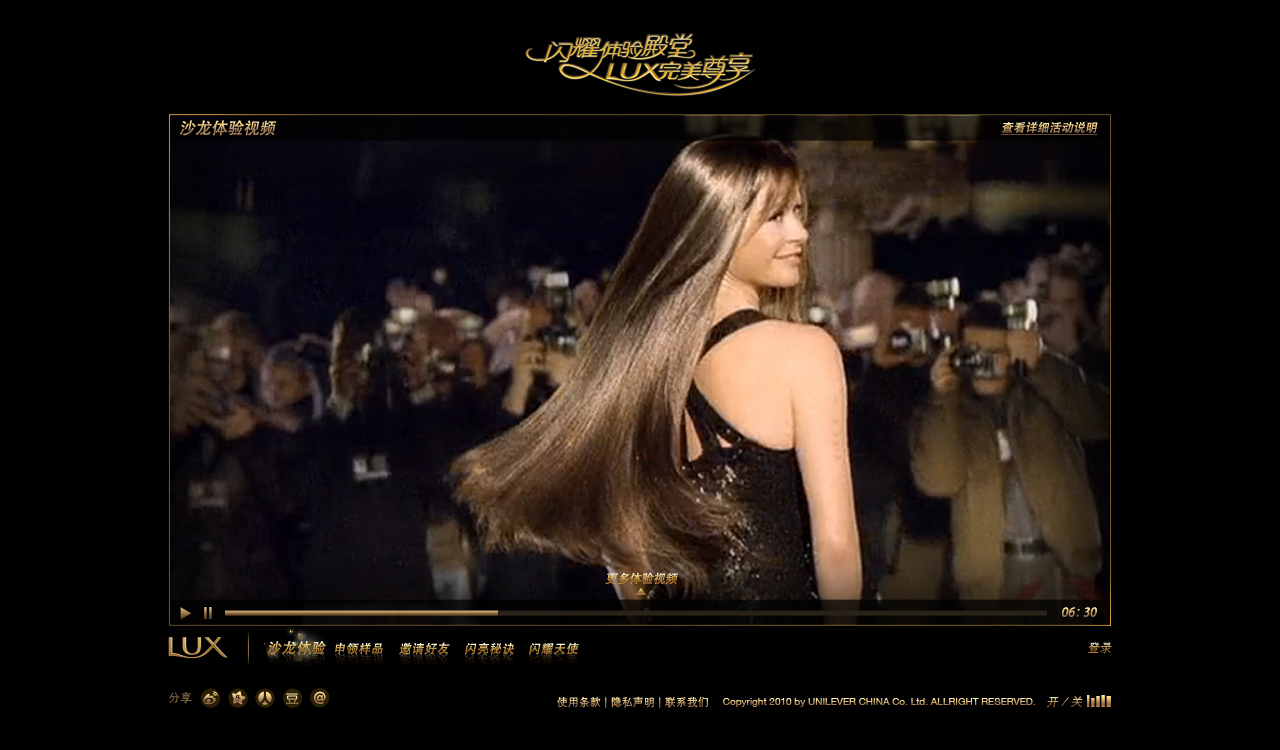 闪耀体验殿堂
LUX完美尊享
沙龙体验视频
查看详细活动说明
更多体验视频
06:30
LUX
沙龙体验 申领样品 邀请好友 闪亮秘诀 闪耀天使
登录
分享
使用条款 | 隐私声明 | 联系我们 Copyright 2010 by UNILEVER CHINA Co. Ltd. ALLRIGHT RESERVED. 开 / 关